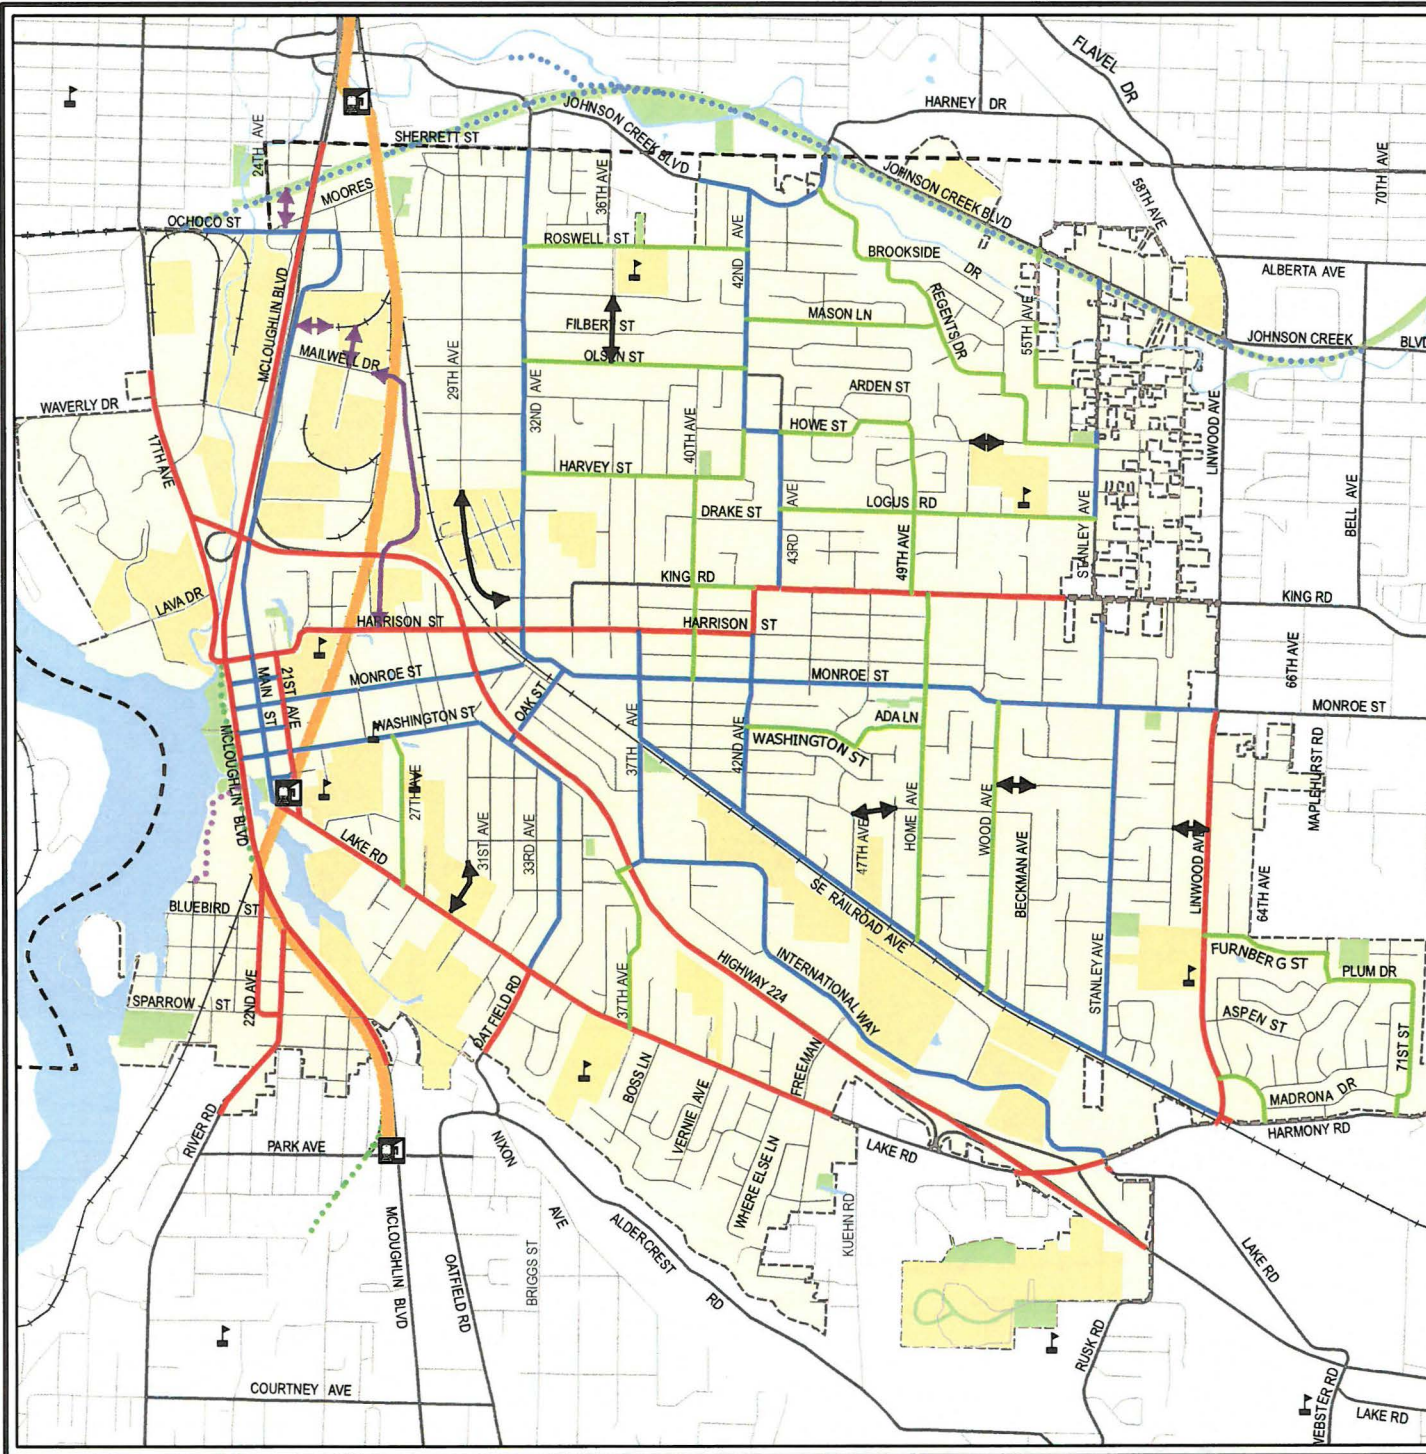 FLAVEL DR
HARNEY DR
JOHNSON CREEK BLVD
24TH AVE
SHERRETT ST
36TH AVE
JOHNSON CREEK BLVD
58TH AVE
70TH AVE
MOORES
OCHOCO ST
ROSWELL ST
42ND AVE
BROOKSIDE DR
ALBERTA AVE
MCLOUGHLIN BLVD
REGENTS DR
55TH AVE
MASON LN
FILBERT ST
JOHNSON CREEK BLVD
MAILWELL DR
OLSEN ST
29TH AVE
32ND AVE
ARDEN ST
WAVERLY DR
17TH AVE
40TH AVE
HOWE ST
LINWOOD AVE
HARVEY ST
BELL AVE
DRAKE ST
LOGUS RD
43RD AVE
49TH AVE
STANLEY AVE
KING RD
KING RD
LAVA DR
HARRISON ST
HARRISON ST
66TH AVE
MAIN ST
21ST AVE
MONROE ST
OAK ST
MONROE ST
MONROE ST
WASHINGTON ST
37TH AVE
42ND AVE
ADA LN
WASHINGTON ST
MAPLEHURST RD
MCLOUGHLIN BLVD
27TH AVE
31ST AVE
33RD AVE
LAKE RD
47TH AVE
HOME AVE
WOOD AVE
BECKMAN AVE
LINWOOD AVE
64TH AVE
BLUEBIRD ST
SE RAILROAD AVE
FURNBERG ST
PLUM DR
22ND AVE
SPARROW ST
OATFIELD RD
37TH AVE
HIGHWAY 224
INTERNATIONAL WAY
STANLEY AVE
ASPEN ST
71ST ST
BOSS LN
VERNIE AVE
FREEMAN
MADRONA DR
HARMONY RD
RIVER RD
PARK AVE
NIXON AVE
WHERE ELSE LN
LAKE RD
KUEHN RD
MCLOUGHLIN BLVD
OATFIELD RD
BRIGGS ST
ALDERCREST RD
LAKE RD
RUSK RD
COURTNEY AVE
WEBSTER RD
LAKE RD